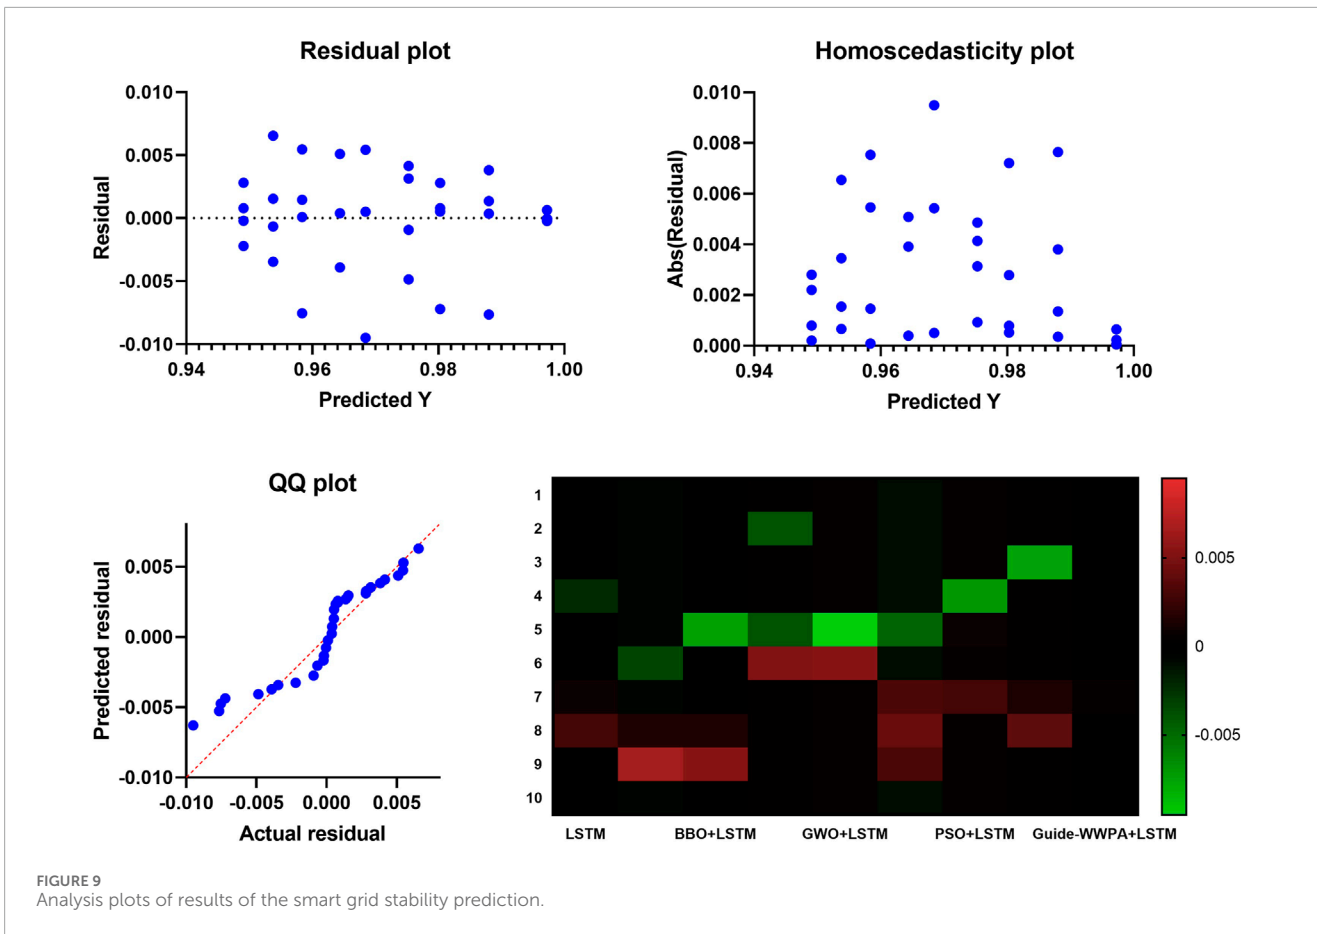 Residual plot
0.010
0.005
0.000
-0.005
-0.010
Residual
0.94
0.96
0.98
1.00
Predicted Y
Homoscedasticity plot
0.010
0.008
0.006
0.004
0.002
0.000
Abs(Residual)
0.94
0.96
0.98
1.00
Predicted Y
QQ plot
0.005
0.000
-0.005
-0.010
Predicted residual
-0.010
-0.005
0.000
0.005
Actual residual
1
2
3
4
5
6
7
8
9
10
LSTM
BBO+LSTM
GWO+LSTM
PSO+LSTM
Guide-WWPA+LSTM
0.005
0
-0.005
FIGURE 9
Analysis plots of results of the smart grid stability prediction.